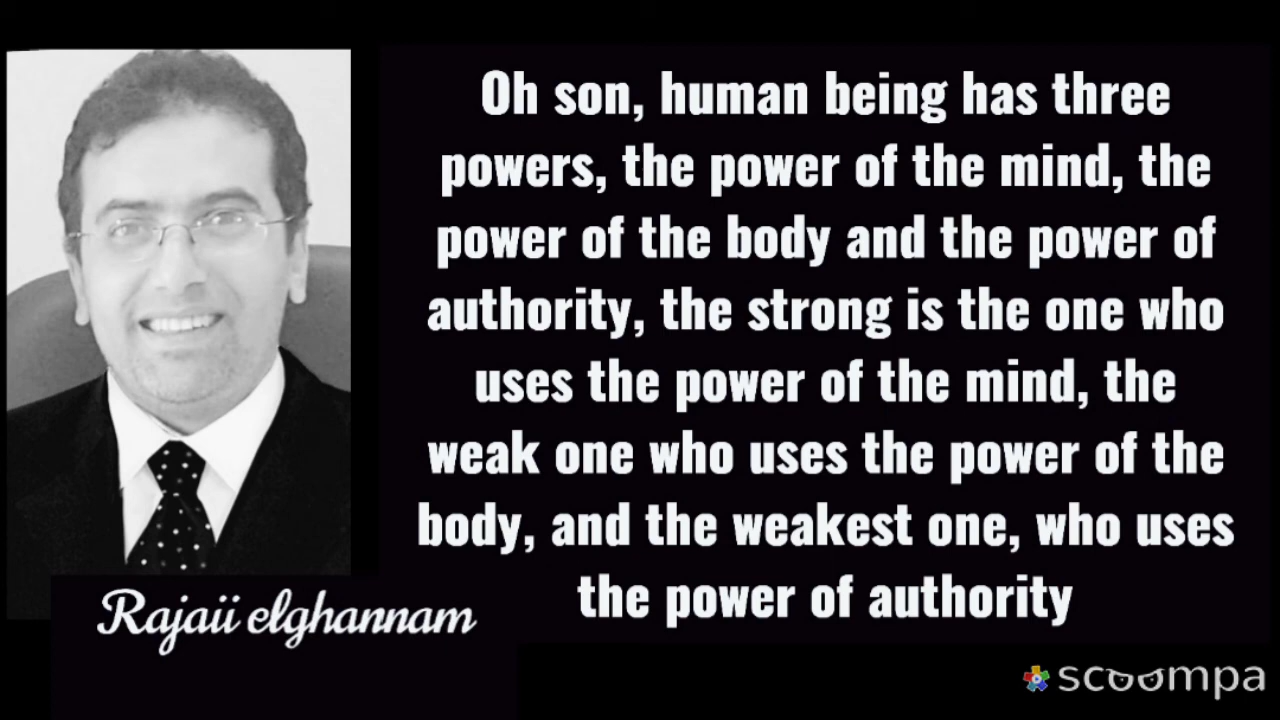 Oh son, human being has three
powers, the power of the mind, the
power of the body and the power of
authority, the strong is the one who
uses the power of the mind, the
weak one who uses the power of the
body, and the weakest one, who uses
the power of authority
Rajaii elghannam
scoompa